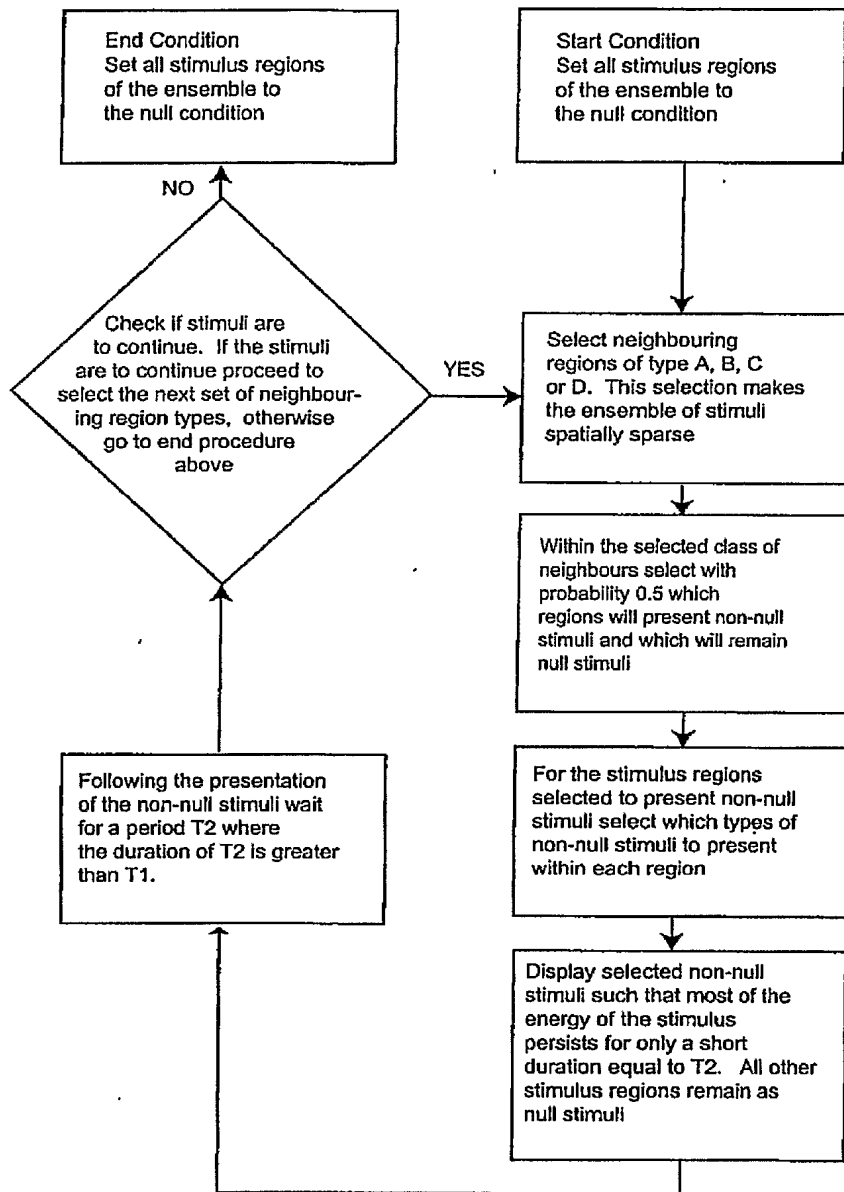 End Condition
Set all stimulus regions
of the ensemble to
the null condition
Start Condition
Set all stimulus regions
of the ensemble to
the null condition
NO
Check if stimuli are
to continue. If the stimuli
are to continue proceed to
select the next set of neighbour-
ing region types, otherwise
go to end procedure
above
YES
Select neighbouring
regions of type A, B, C
or D. This selection makes
the ensemble of stimuli
spatially sparse
Within the selected class of
neighbours select with
probability 0.5 which
regions will present non-null
stimuli and which will remain
null stimuli
For the stimulus regions
selected to present non-null
stimuli select which types of
non-null stimuli to present
within each region
Display selected non-null
stimuli such that most of the
energy of the stimulus
persists for only a short
duration equal to T2. All other
stimulus regions remain as
null stimuli
Following the presentation
of the non-null stimuli wait
for a period T2 where
the duration of T2 is greater
than T1.